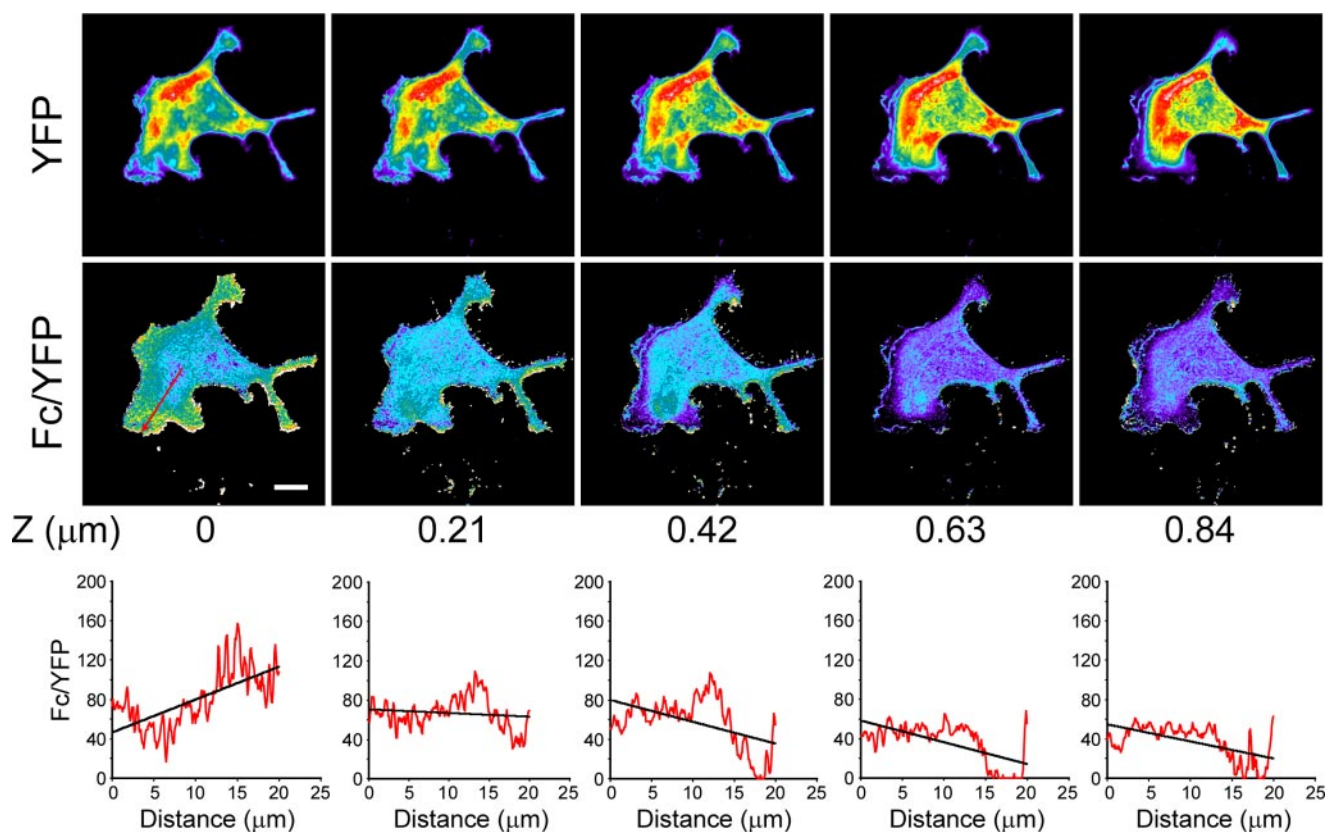 YFP
Fc/YFP
Z (μm) 0 0.21 0.42 0.63 0.84
200 200 200 200 200
160 160 160 160 160
120 120 120 120 120
80 80 80 80 80
40 40 40 40 40
0 0 0 0 0
Fc/YFP
0 5 10 15 20 25 0 5 10 15 20 25 0 5 10 15 20 25 0 5 10 15 20 25 0 5 10 15 20 25
Distance (μm) Distance (μm) Distance (μm) Distance (μm) Distance (μm)